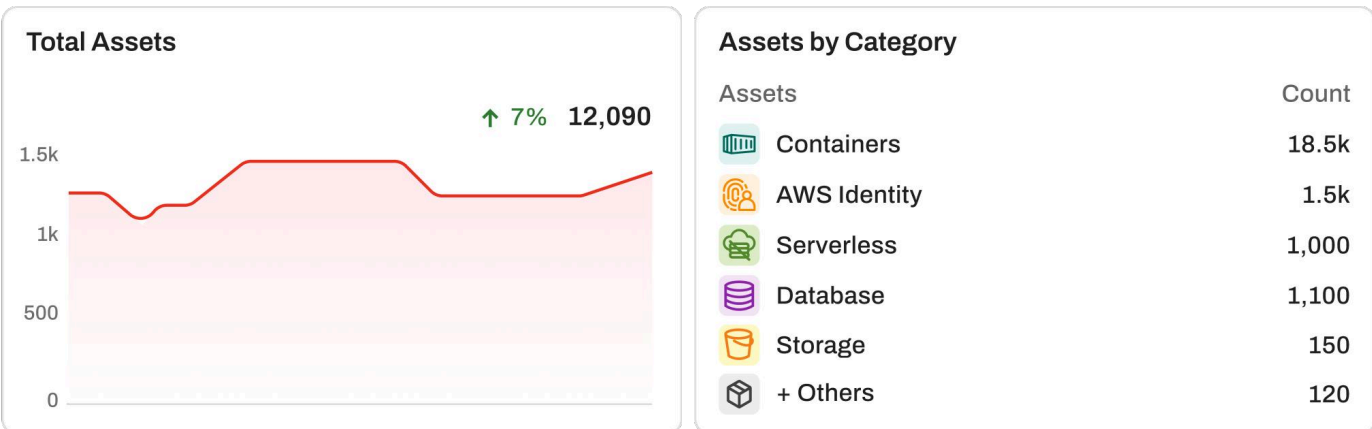 Total Assets
↑ 7% 12,090
1.5k
1k
500
0
Assets by Category
Assets Count
Containers 18.5k
AWS Identity 1.5k
Serverless 1,000
Database 1,100
Storage 150
+ Others 120